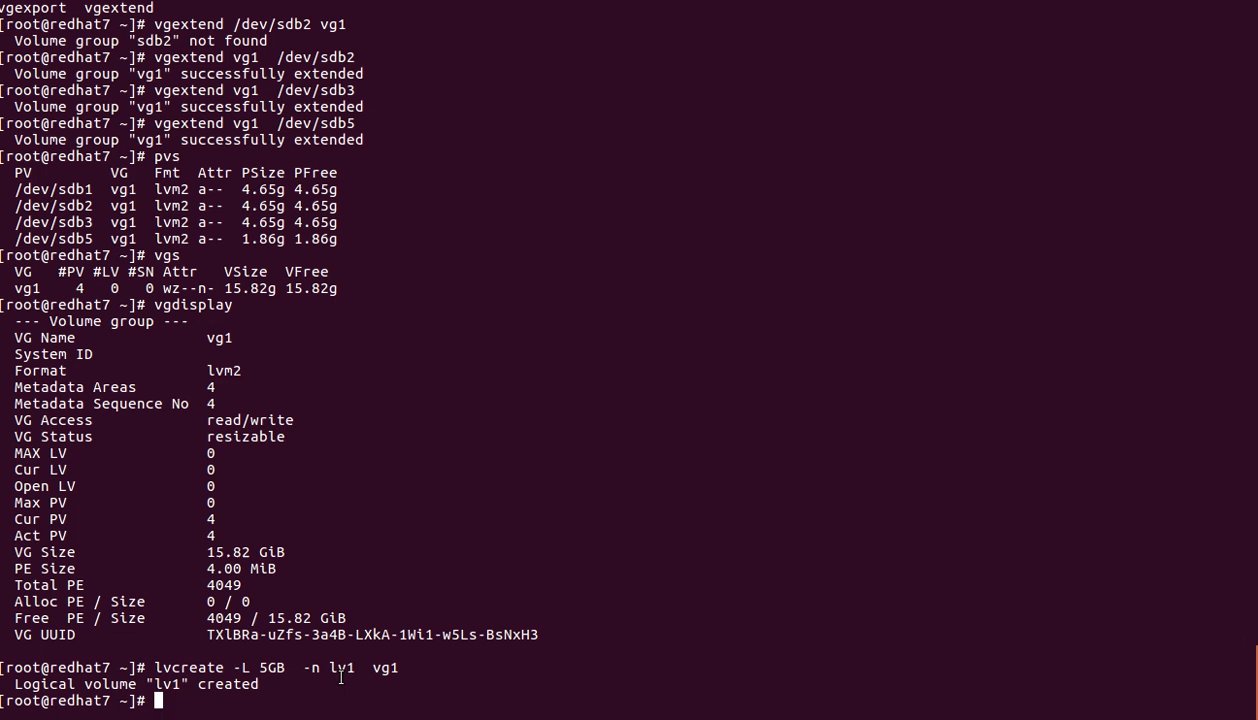 vgexport  vgextend
[root@redhat7 ~]# vgextend /dev/sdb2 vg1
  Volume group "sdb2" not found
[root@redhat7 ~]# vgextend vg1  /dev/sdb2
  Volume group "vg1" successfully extended
[root@redhat7 ~]# vgextend vg1  /dev/sdb3
  Volume group "vg1" successfully extended
[root@redhat7 ~]# vgextend vg1  /dev/sdb5
  Volume group "vg1" successfully extended
[root@redhat7 ~]# pvs
  PV         VG   Fmt  Attr PSize PFree
  /dev/sdb1  vg1  lvm2 a--  4.65g 4.65g
  /dev/sdb2  vg1  lvm2 a--  4.65g 4.65g
  /dev/sdb3  vg1  lvm2 a--  4.65g 4.65g
  /dev/sdb5  vg1  lvm2 a--  1.86g 1.86g
[root@redhat7 ~]# vgs
  VG   #PV #LV #SN Attr   VSize  VFree
  vg1    4   0   0 wz--n- 15.82g 15.82g
[root@redhat7 ~]# vgdisplay
  --- Volume group ---
  VG Name               vg1
  System ID
  Format                lvm2
  Metadata Areas        4
  Metadata Sequence No  4
  VG Access             read/write
  VG Status             resizable
  MAX LV                0
  Cur LV                0
  Open LV               0
  Max PV                0
  Cur PV                4
  Act PV                4
  VG Size               15.82 GiB
  PE Size               4.00 MiB
  Total PE              4049
  Alloc PE / Size       0 / 0
  Free  PE / Size       4049 / 15.82 GiB
  VG UUID               TXlBRa-uZfs-3a4B-LXkA-1Wi1-w5Ls-BsNxH3
[root@redhat7 ~]# lvcreate -L 5GB  -n lv1  vg1
  Logical volume "lv1" created
[root@redhat7 ~]#